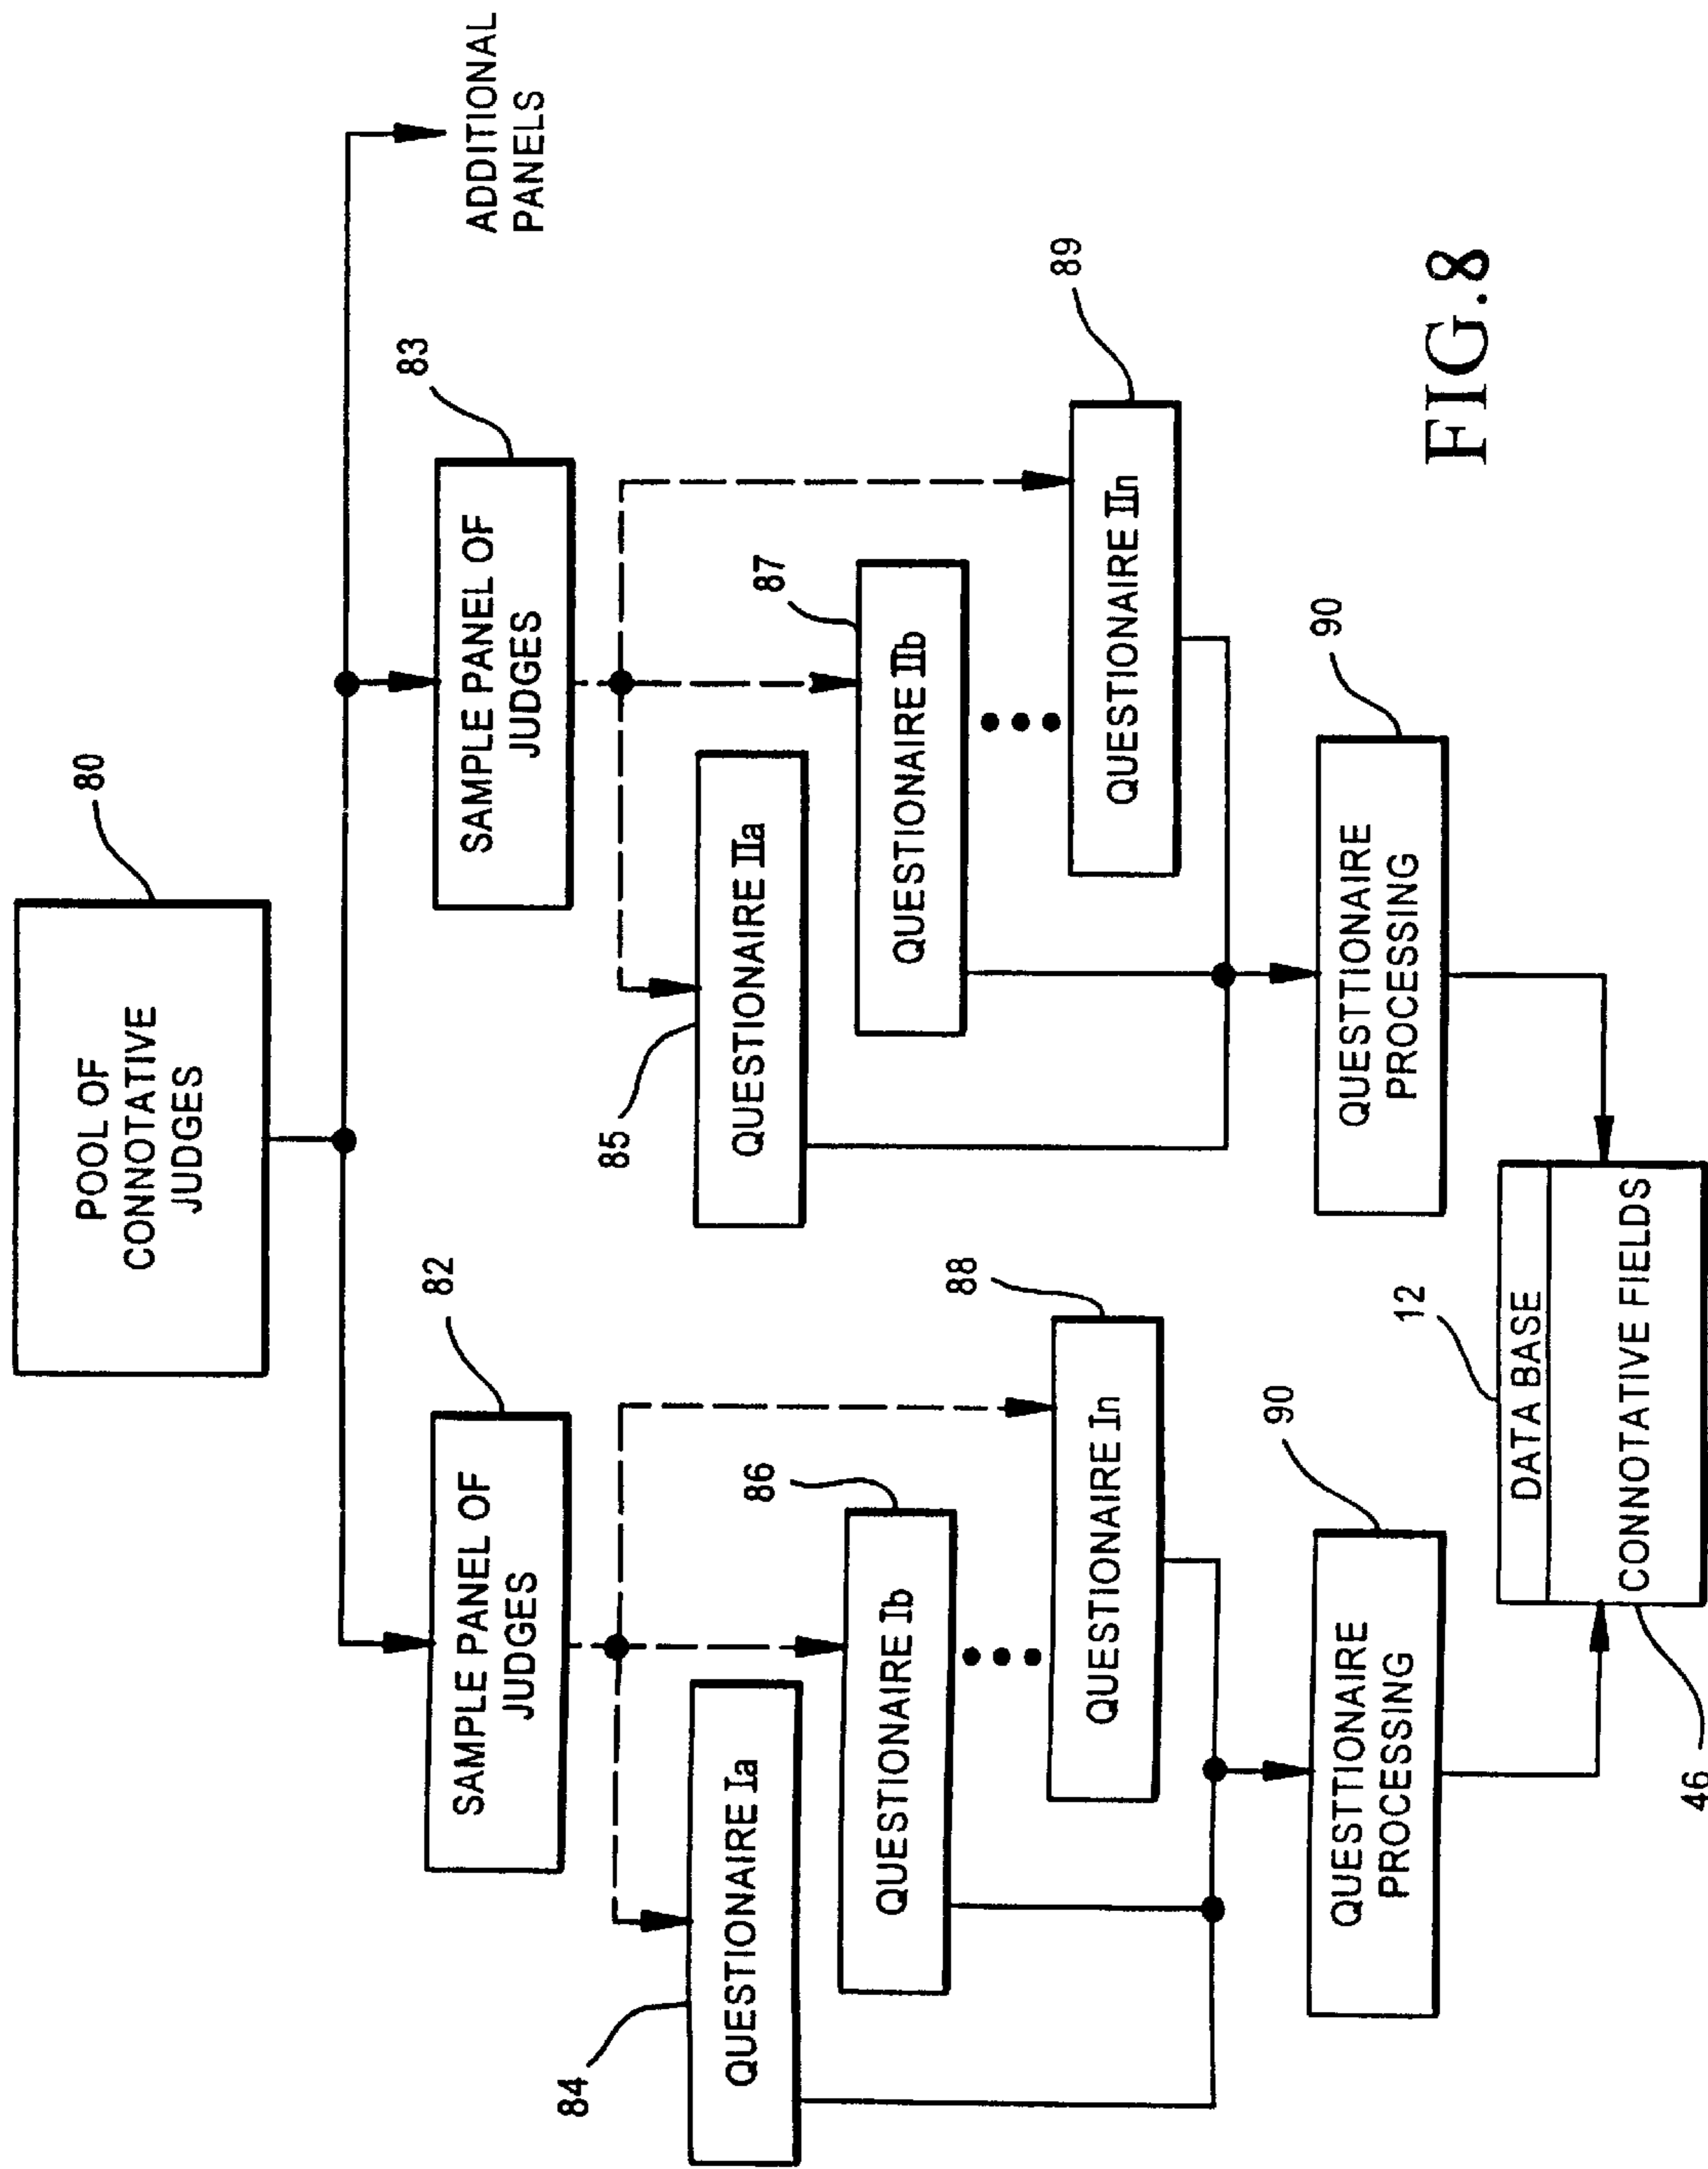 80
POOL OF
CONNOTATIVE
JUDGES
ADDITIONAL
PANELS
82
SAMPLE PANEL OF
JUDGES
83
SAMPLE PANEL OF
JUDGES
84
QUESTIONAIRE Ia
86
QUESTIONAIRE Ib
88
QUESTIONAIRE In
85
QUESTIONAIRE IIa
87
QUESTIONAIRE IIb
89
QUESTIONAIRE IIn
90
QUESTTIONAIRE
PROCESSING
90
QUESTTIONAIRE
PROCESSING
12
DATA BASE
CONNOTATIVE FIELDS
46
FIG.8